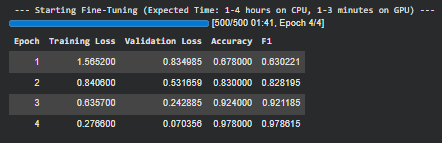 --- Starting Fine-Tuning (Expected Time: 1-4 hours on CPU, 1-3 minutes on GPU) ---
[500/500 01:41, Epoch 4/4]
Epoch Training Loss Validation Loss Accuracy F1
1 1.565200 0.834985 0.678000 0.630221
2 0.840600 0.531659 0.830000 0.828195
3 0.635700 0.242885 0.924000 0.921185
4 0.276600 0.070356 0.978000 0.978615